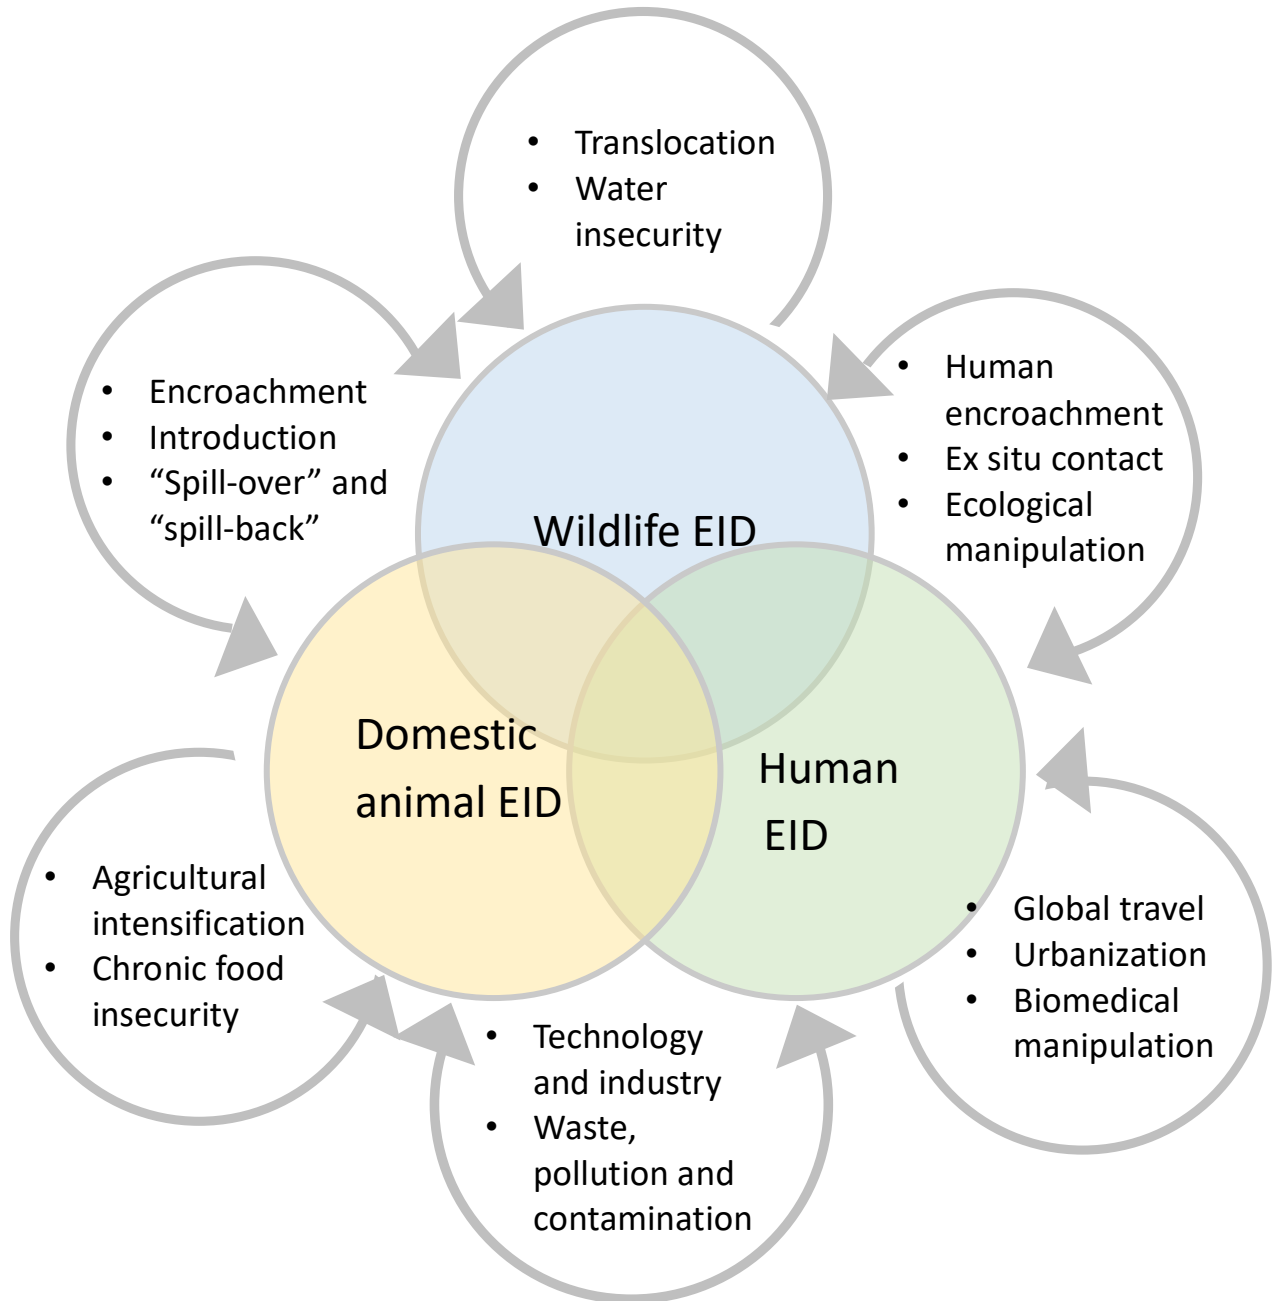 • Translocation
• Water
insecurity
• Encroachment
• Introduction
• “Spill-over” and
“spill-back”
• Human
encroachment
• Ex situ contact
• Ecological
manipulation
Wildlife EID
Domestic
animal EID
Human
EID
• Agricultural
intensification
• Chronic food
insecurity
• Global travel
• Urbanization
• Biomedical
manipulation
• Technology
and industry
• Waste,
pollution and
contamination